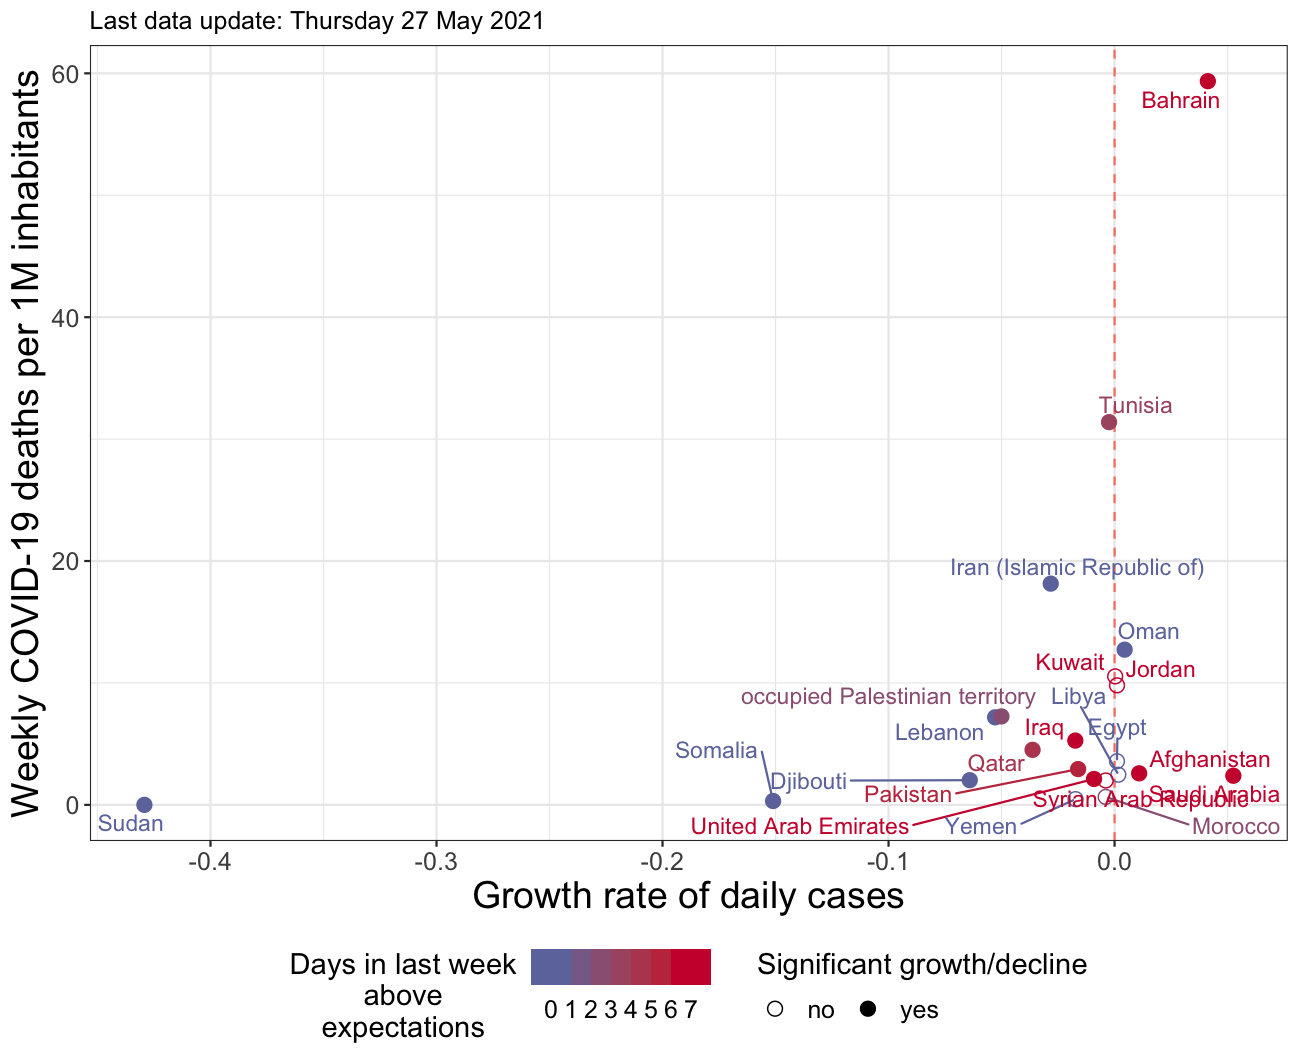 Last data update: Thursday 27 May 2021
Weekly COVID-19 deaths per 1M inhabitants
60
40
20
0
Bahrain
Tunisia
Iran (Islamic Republic of)
Oman
Kuwait
Jordan
occupied Palestinian territory
Libya
Lebanon
Iraq
Egypt
Somalia
Qatar
Afghanistan
Djibouti
Pakistan
Syrian Arab Republic
Saudi Arabia
Sudan
United Arab Emirates
Yemen
Morocco
-0.4
-0.3
-0.2
-0.1
0.0
Growth rate of daily cases
Days in last week
above
expectations
0 1 2 3 4 5 6 7
Significant growth/decline
no
yes